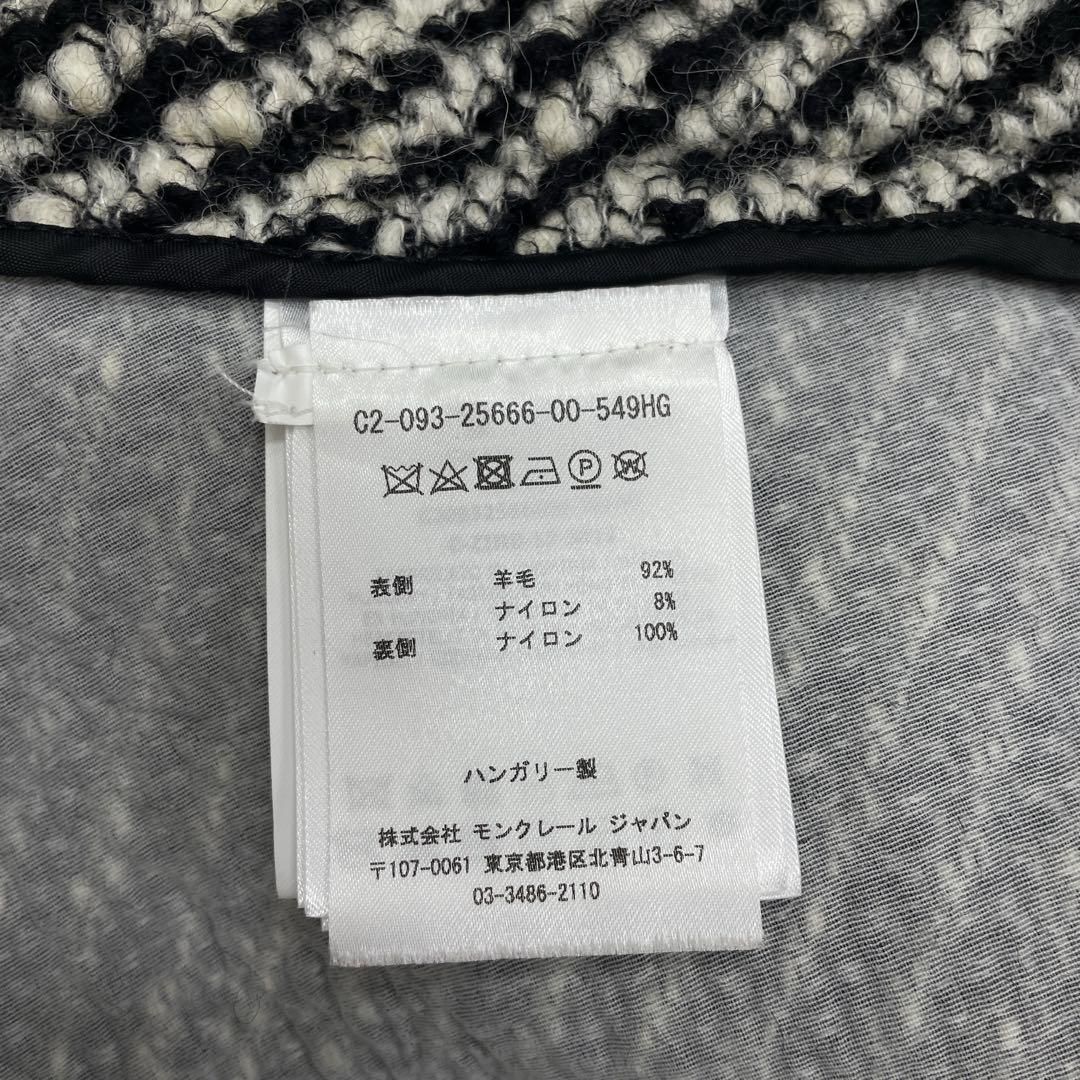 C2-093-25666-00-549HG
P W
表側 羊毛 92%
ナイロン 8%
裏側 ナイロン 100%
ハンガリー製
株式会社 モンクレール ジャパン
〒107-0061 東京都港区北青山3-6-7
03-3486-2110